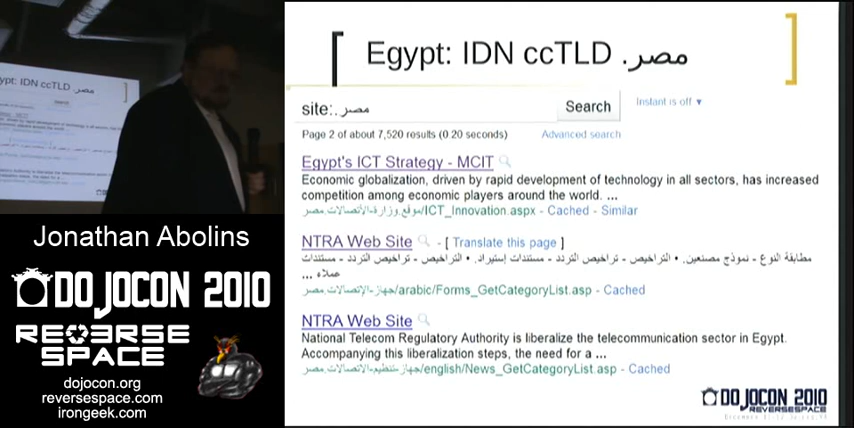 Egypt: IDN ccTLD .مصر
site:.مصر
Search
Instant is off ▼
Page 2 of about 7,520 results (0.20 seconds)
Advanced search
Egypt's ICT Strategy - MCIT
Economic globalization, driven by rapid development of technology in all sectors, has increased
competition among economic players around the world. ...
موقع.وزارة-الأتصالات.مصر/ICT_Innovation.aspx - Cached - Similar
NTRA Web Site - [ Translate this page ]
مطابقة النوع - نموذج مصنعين. • التراخيص - تراخيص التردد - مستندات إستيراد. • التراخيص - تراخيص التردد - مستندات
عملاء ...
جهاز-الإتصالات.مصر/arabic/Forms_GetCategoryList.asp - Cached
NTRA Web Site
National Telecom Regulatory Authority is liberalize the telecommunication sector in Egypt.
Accompanying this liberalization steps, the need for a ...
جهاز-تنظيم-الاتصالات.مصر/english/News_GetCategoryList.asp - Cached
DOJOCON 2010
REVERSESPACE
Jonathan Abolins
DOJOCON 2010
REVERSE
SPACE
dojocon.org
reversespace.com
irongeek.com